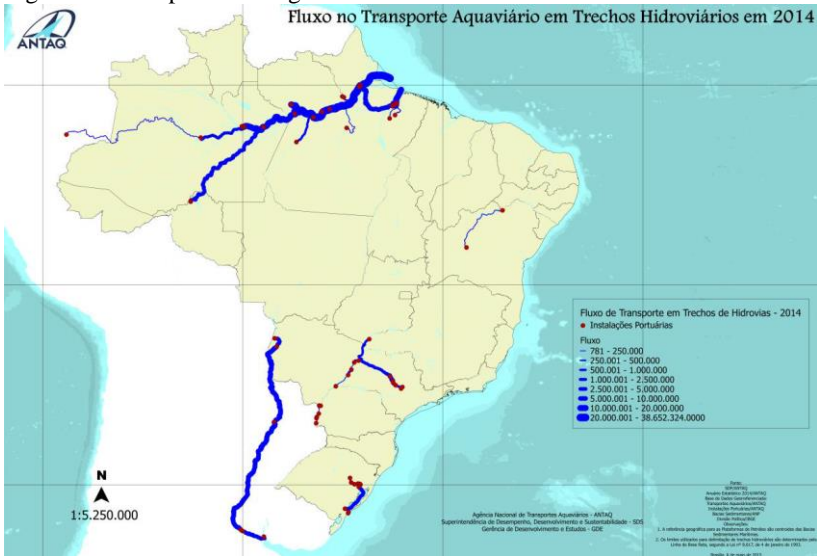 Fluxo no Transporte Aquaviário em Trechos Hidroviários em 2014
ANTAQ
Fluxo de Transporte em Trechos de Hidrovias - 2014
Instalações Portuárias
Fluxo
781 - 250.000
250.001 - 500.000
500.001 - 1.000.000
1.000.001 - 2.500.000
2.500.001 - 5.000.000
5.000.001 - 10.000.000
10.000.001 - 20.000.000
20.000.001 - 38.652.324.0000
N
1:5.250.000
Agência Nacional de Transportes Aquaviários - ANTAQ
Superintendência de Desempenho, Desenvolvimento e Sustentabilidade - SDS
Gerência de Desenvolvimento e Estudos - GDE